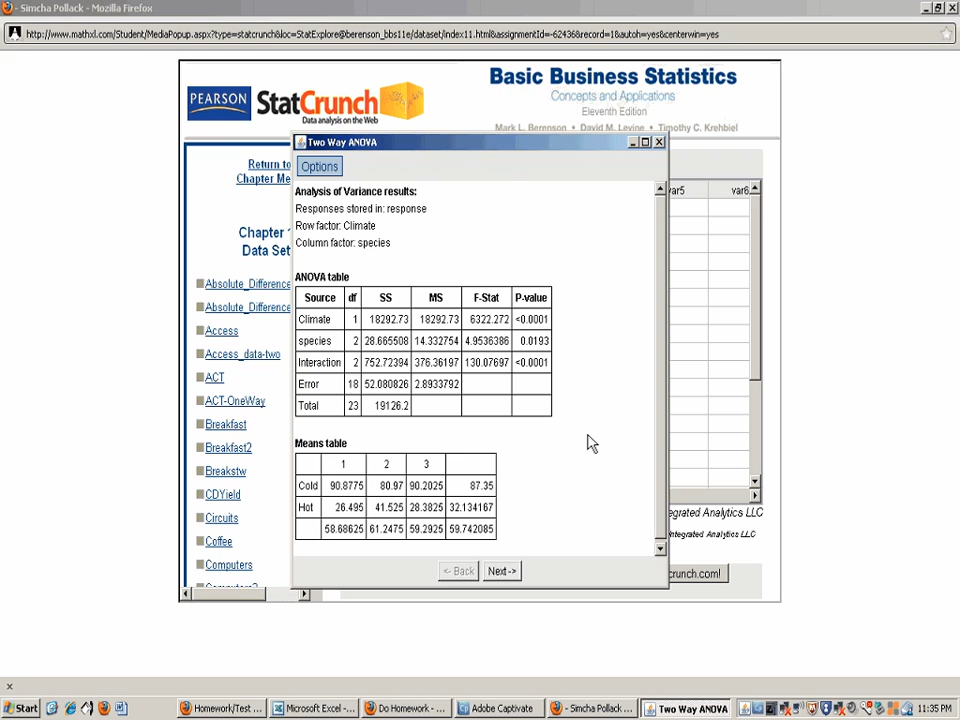 - Simcha Pollack - Mozilla Firefox
http://www.mathxl.com/Student/MediaPopup.aspx?type=statcrunch&loc=StatExplore@berenson_bbs11e/dataset/index11.html&assignmentId=-62436&record=1&autoh=yes&centerwin=yes
PEARSON StatCrunch
Data analysis on the Web
Basic Business Statistics
Concepts and Applications
Eleventh Edition
Mark L. Berenson • David M. Levine • Timothy C. Krehbiel
Return to
Chapter Me
Chapter 1
Data Set
Absolute_Difference
Absolute_Difference
Access
Access_data-two
ACT
ACT-OneWay
Breakfast
Breakfast2
Breakstw
CDYield
Circuits
Coffee
Computers
Computers2
Two Way ANOVA
Options
Analysis of Variance results:
Responses stored in: response
Row factor: Climate
Column factor: species
ANOVA table
Source df SS MS F-Stat P-value
Climate 1 18292.73 18292.73 6322.272 <0.0001
species 2 28.665508 14.332754 4.9536386 0.0193
Interaction 2 752.72394 376.36197 130.07697 <0.0001
Error 18 52.080826 2.8933792
Total 23 19126.2
Means table
1 2 3
Cold 90.8775 80.97 90.2025 87.35
Hot 26.495 41.525 28.3825 32.134167
58.68625 61.2475 59.2925 59.742085
<- Back Next->
var5 var6
egrated Analytics LLC
ntegrated Analytics LLC
crunch.com!
Start
Homework/Test ...
Microsoft Excel -...
Do Homework - ...
Adobe Captivate
- Simcha Pollack ...
Two Way ANOVA
11:35 PM